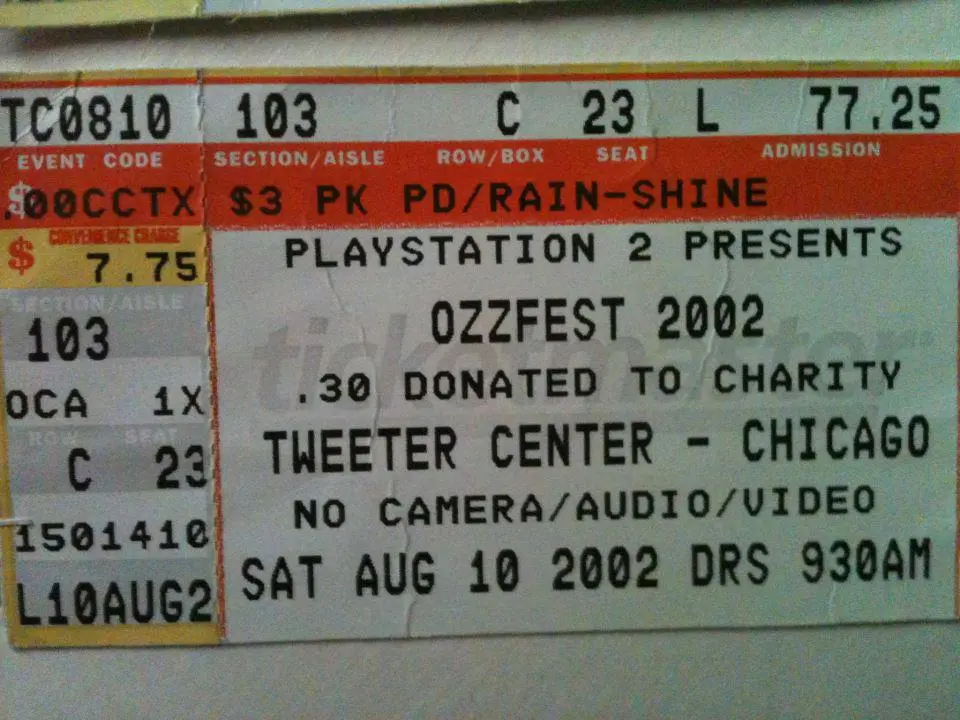 TC0810 103 C 23 L 77.25
EVENT CODE SECTION/AISLE ROW/BOX SEAT ADMISSION
$ .00CCTX $3 PK PD/RAIN-SHINE
CONVENIENCE CHARGE
$ 7.75
PLAYSTATION 2 PRESENTS
SECTION/AISLE
103
OZZFEST 2002
ticketmaster
OCA 1X
.30 DONATED TO CHARITY
ROW SEAT
C 23
TWEETER CENTER - CHICAGO
1501410
NO CAMERA/AUDIO/VIDEO
L10AUG2
SAT AUG 10 2002 DRS 930AM